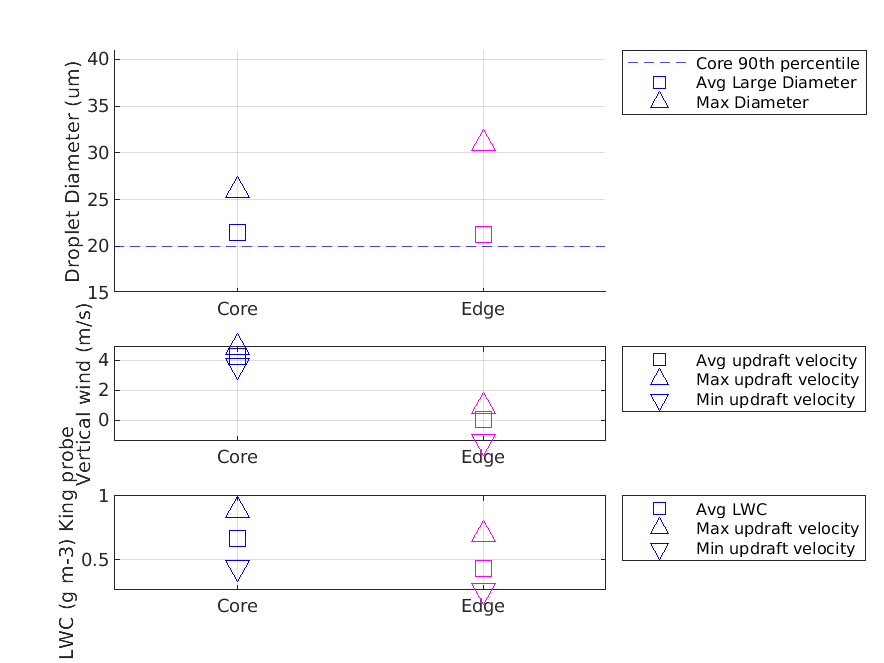 40
35
30
25
20
15
Droplet Diameter (um)
Core
Edge
Core 90th percentile
Avg Large Diameter
Max Diameter
4
2
0
Vertical wind (m/s)
Core
Edge
Avg updraft velocity
Max updraft velocity
Min updraft velocity
1
0.5
LWC (g m-3) King probe
Core
Edge
Avg LWC
Max updraft velocity
Min updraft velocity